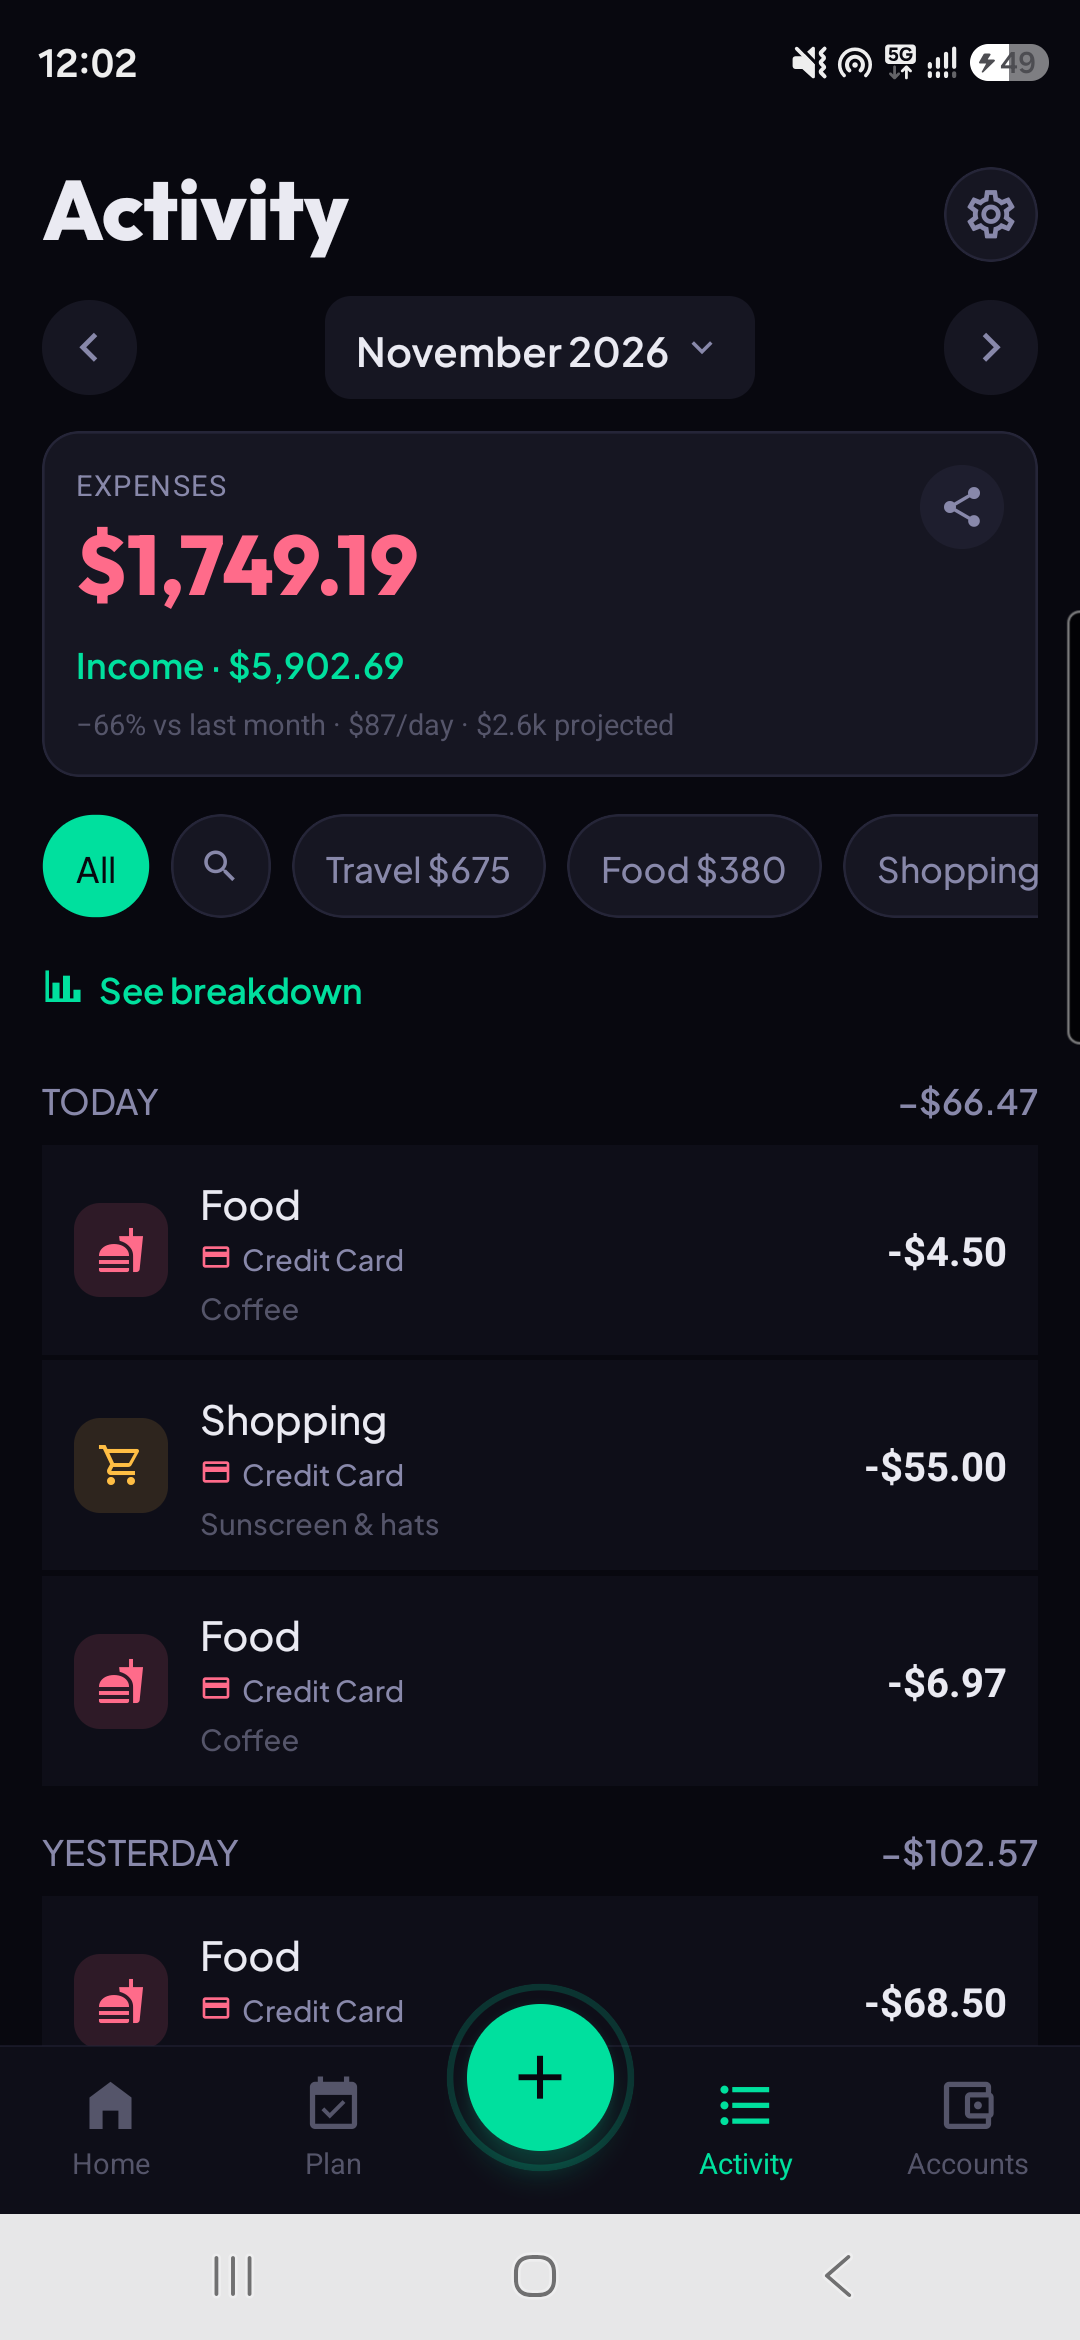 12:02
5G
49
Activity
November 2026
EXPENSES
$1,749.19
Income · $5,902.69
−66% vs last month · $87/day · $2.6k projected
All
Travel $675
Food $380
Shopping
See breakdown
TODAY
−$66.47
Food
Credit Card
Coffee
-$4.50
Shopping
Credit Card
Sunscreen & hats
-$55.00
Food
Credit Card
Coffee
-$6.97
YESTERDAY
−$102.57
Food
Credit Card
-$68.50
Home
Plan
Activity
Accounts